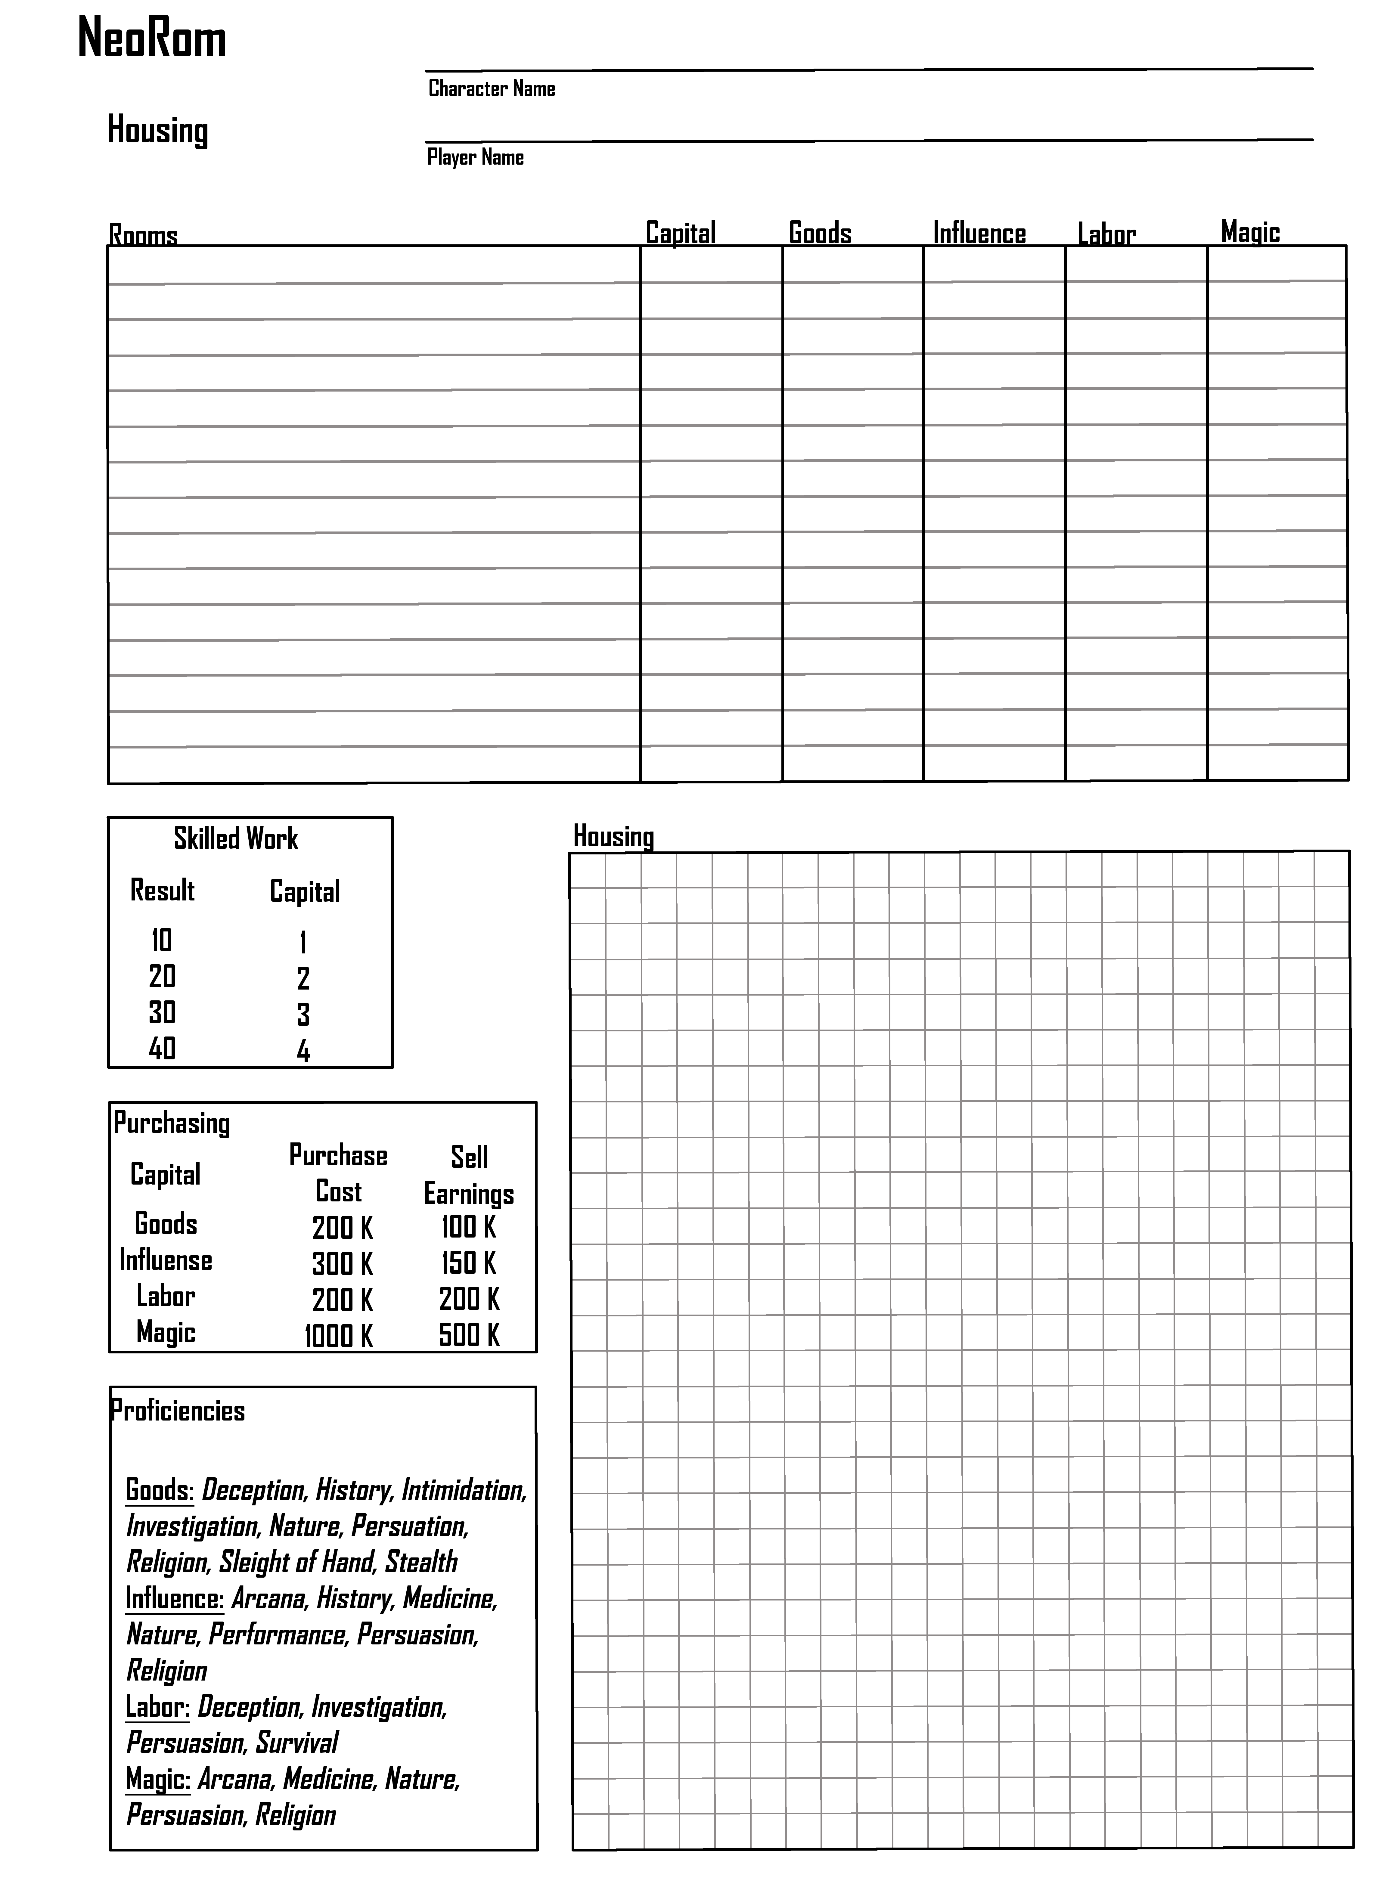 NeoRom
Character Name
Housing
Player Name
Rooms Capital Goods Influence Labor Magic
Skilled Work
Result Capital
10 1
20 2
30 3
40 4
Housing
Purchasing
Capital Purchase Cost Sell Earnings
Goods 200 K 100 K
Influense 300 K 150 K
Labor 200 K 200 K
Magic 1000 K 500 K
Proficiencies
Goods: Deception, History, Intimidation,
Investigation, Nature, Persuation,
Religion, Sleight of Hand, Stealth
Influence: Arcana, History, Medicine,
Nature, Performance, Persuasion,
Religion
Labor: Deception, Investigation,
Persuasion, Survival
Magic: Arcana, Medicine, Nature,
Persuasion, Religion